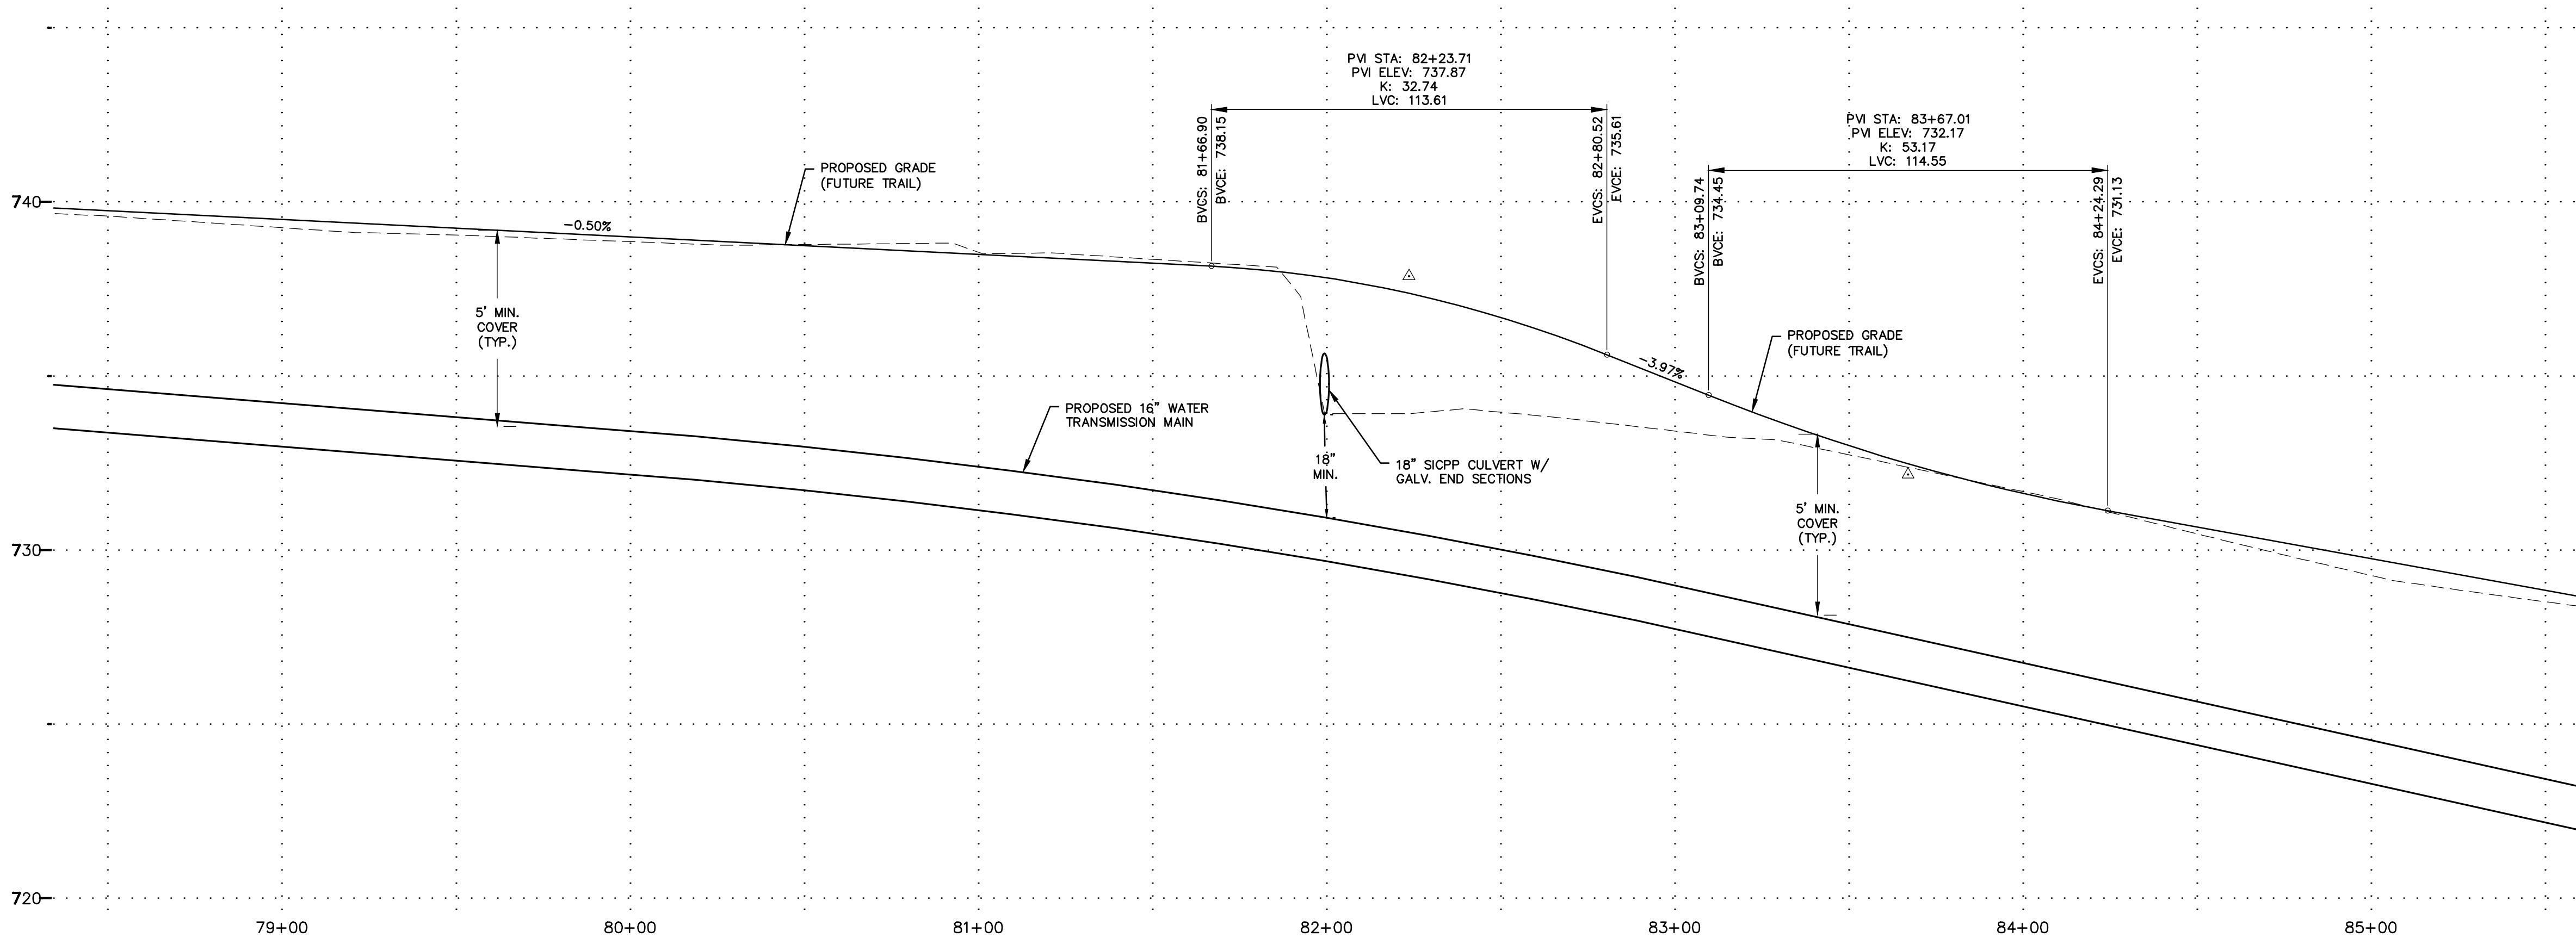 PVI STA: 82+23.71
PVI ELEV: 737.87
K: 32.74
LVC: 113.61
BVCS: 81+66.90
BVCE: 738.15
EVCS: 82+80.52
EVCE: 735.61
PVI STA: 83+67.01
PVI ELEV: 732.17
K: 53.17
LVC: 114.55
BVCS: 83+09.74
BVCE: 734.45
EVCS: 84+24.29
EVCE: 731.13
PROPOSED GRADE
(FUTURE TRAIL)
740
-0.50%
5' MIN.
COVER
(TYP.)
PROPOSED GRADE
(FUTURE TRAIL)
-3.97%
PROPOSED 16" WATER
TRANSMISSION MAIN
18"
MIN.
18" SICPP CULVERT W/
GALV. END SECTIONS
5' MIN.
COVER
(TYP.)
730
720
79+00
80+00
81+00
82+00
83+00
84+00
85+00